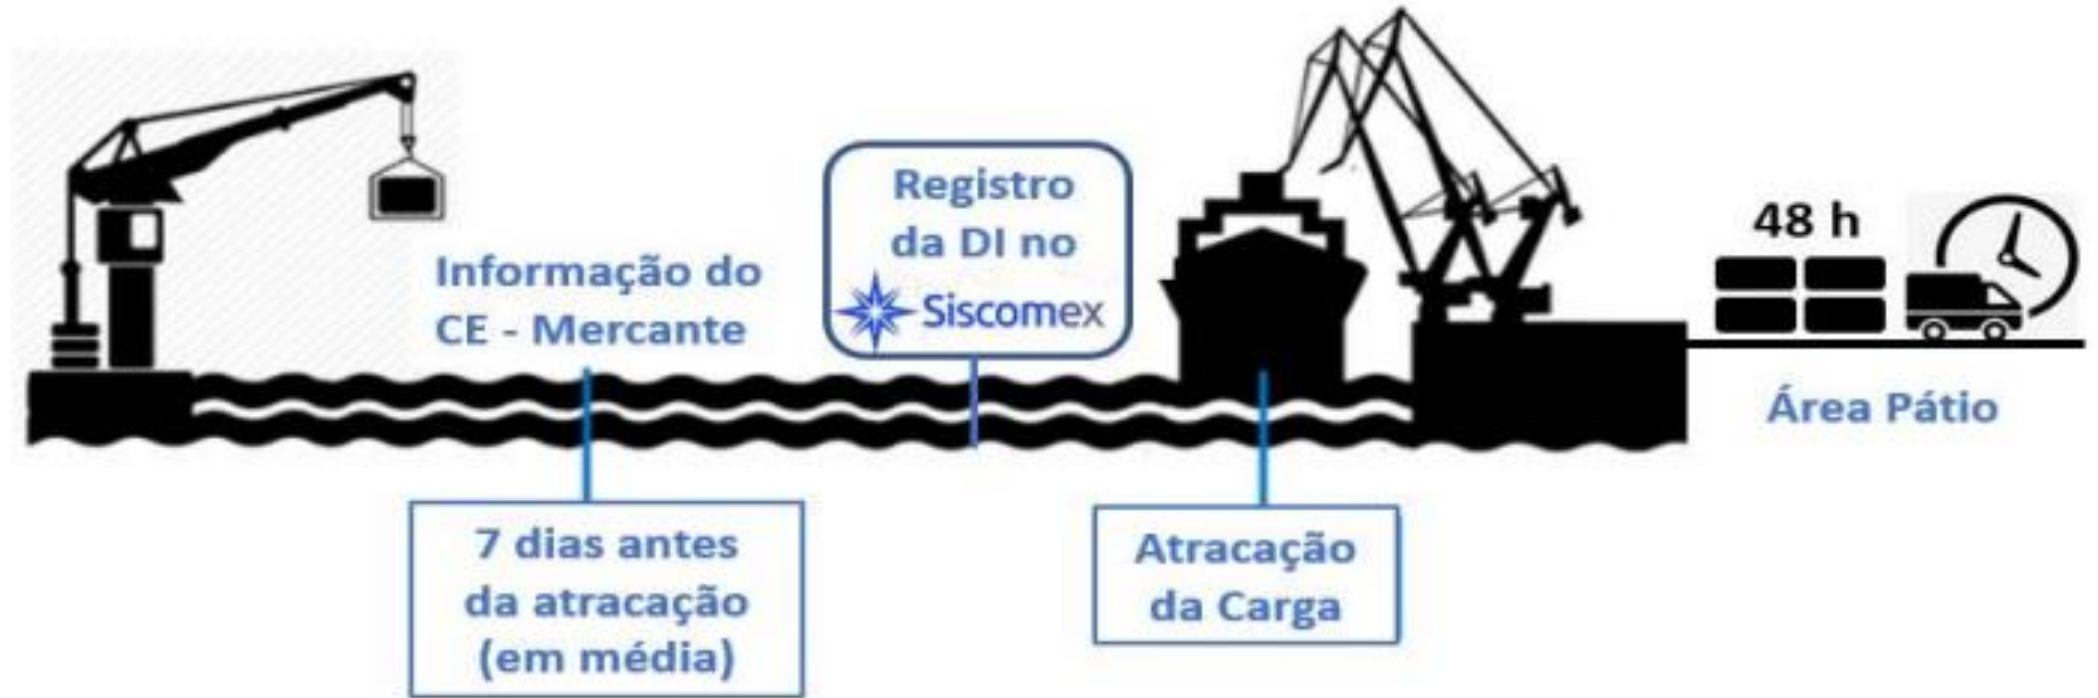 Informação do
CE - Mercante
7 dias antes
da atracação
(em média)
Registro
da DI no
Siscomex
Atracação
da Carga
48 h
Área Pátio